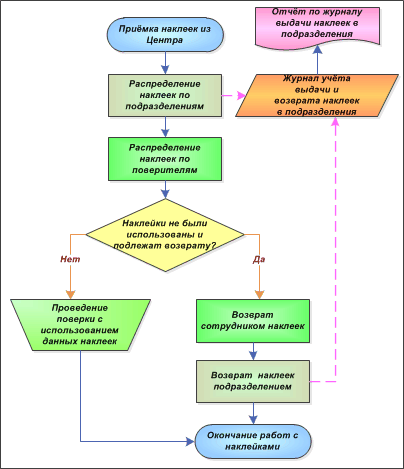 Приёмка наклеек из
Центра
Отчёт по журналу
выдачи наклеек в
подразделения
Распределение
наклеек по
подразделениям
Журнал учёта
выдачи и
возврата наклеек
в подразделения
Распределение
наклеек по
поверителям
Наклейки не были
использованы и
подлежат возврату?
Нет
Да
Проведение
поверки с
использованием
данных наклеек
Возврат
сотрудником наклеек
Возврат наклеек
подразделением
Окончание работ с
наклейками